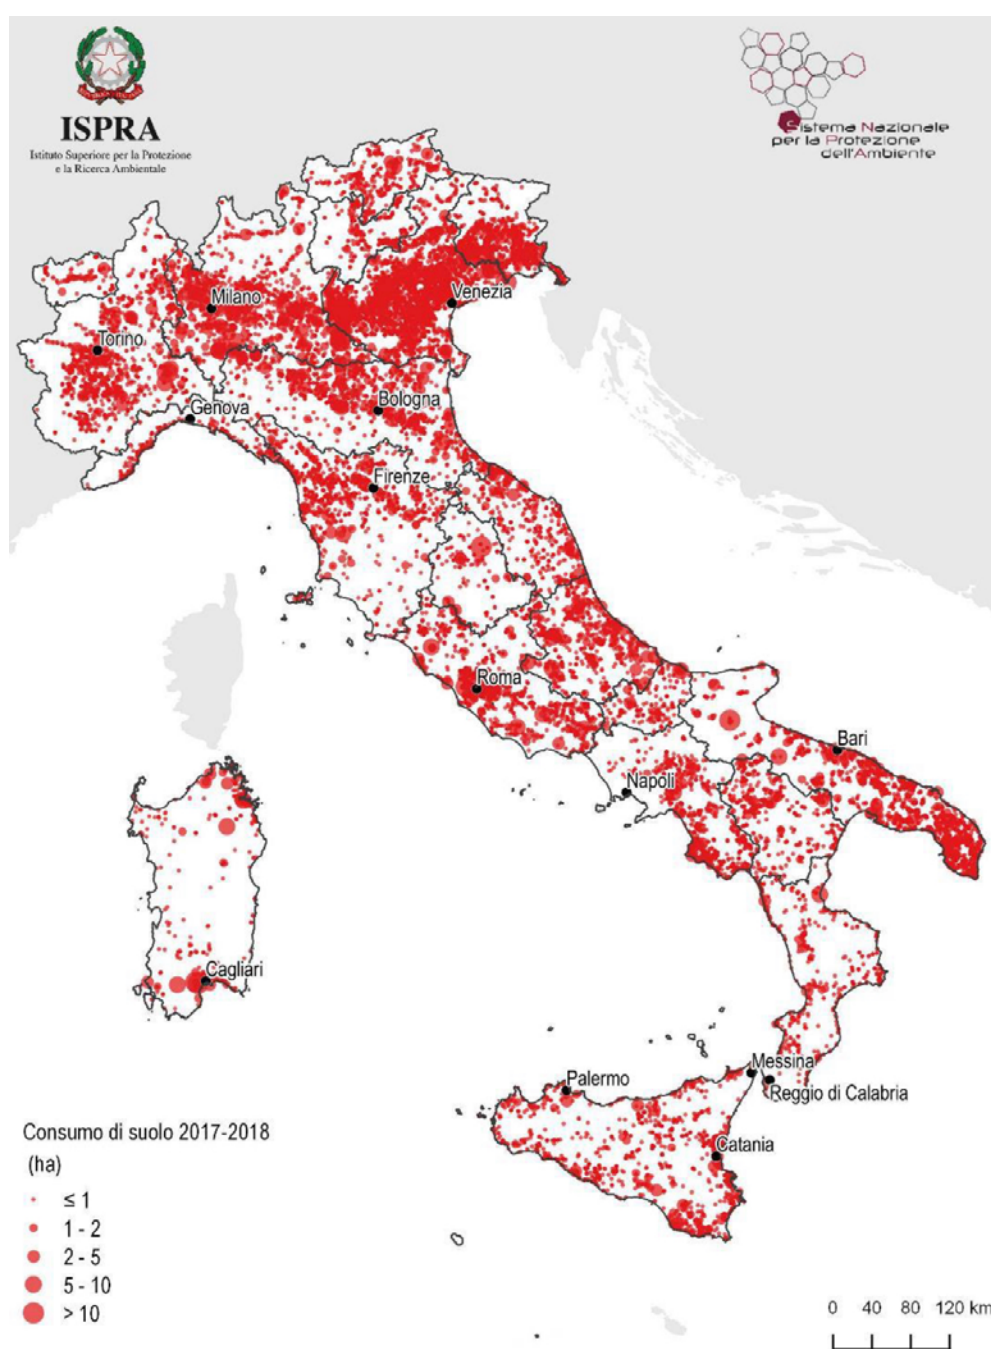 ISPRA
Istituto Superiore per la Protezione
e la Ricerca Ambientale
Sistema Nazionale
per la Protezione
dell'Ambiente
Milano
Venezia
Torino
Genova
Bologna
Firenze
Roma
Bari
Napoli
Cagliari
Messina
Palermo
Reggio di Calabria
Catania
Consumo di suolo 2017-2018
(ha)
≤ 1
1 - 2
2 - 5
5 - 10
> 10
0 40 80 120 km